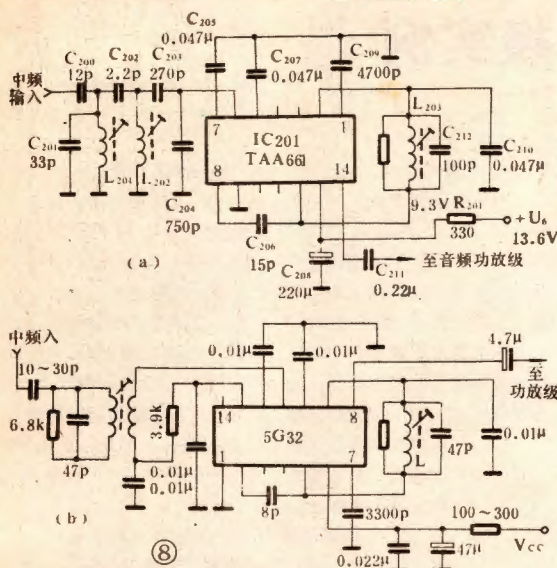 C205
0.047μ
C200
12p
C202
2.2p
C203
270p
C207
0.047μ
C209
4700p
中频
输入
C201
33p
L201
L202
C204
750p
7
1
IC201
TAA661
8
14
L203
C212
100p
C210
0.047μ
9.3V
R201
330
+U6
13.6V
C206
15p
C208
220μ
C211
0.22μ
至音频功放级
(a)
中频入
10~30p
6.8k
47p
3.9k
0.01μ
0.01μ
0.01μ
0.01μ
14
8
5G32
1
7
8p
3300p
L
47p
0.01μ
4.7μ
至
功放级
100~300
VCC
0.022μ
47μ
(b)
⑧